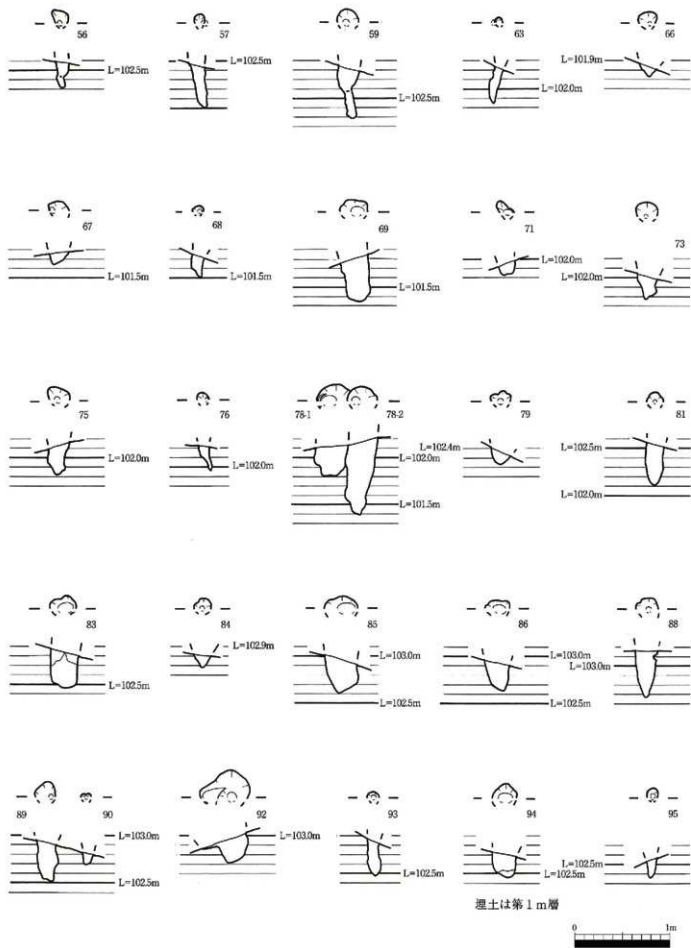 56
57
59
63
66
L=102.5m
L=102.5m
L=102.5m
L=102.0m
L=101.9m
67
68
69
71
73
L=101.5m
L=101.5m
L=101.5m
L=102.0m
L=102.0m
75
76
78-1
78-2
79
81
L=102.0m
L=102.0m
L=102.0m
L=101.5m
L=102.4m
L=102.5m
L=102.0m
83
84
85
86
88
L=102.5m
L=102.9m
L=103.0m
L=102.5m
L=103.0m
L=102.5m
L=103.0m
89
90
92
93
94
95
L=103.0m
L=102.5m
L=103.0m
L=102.5m
L=102.5m
L=102.5m
埋土は第1m層
0 1m